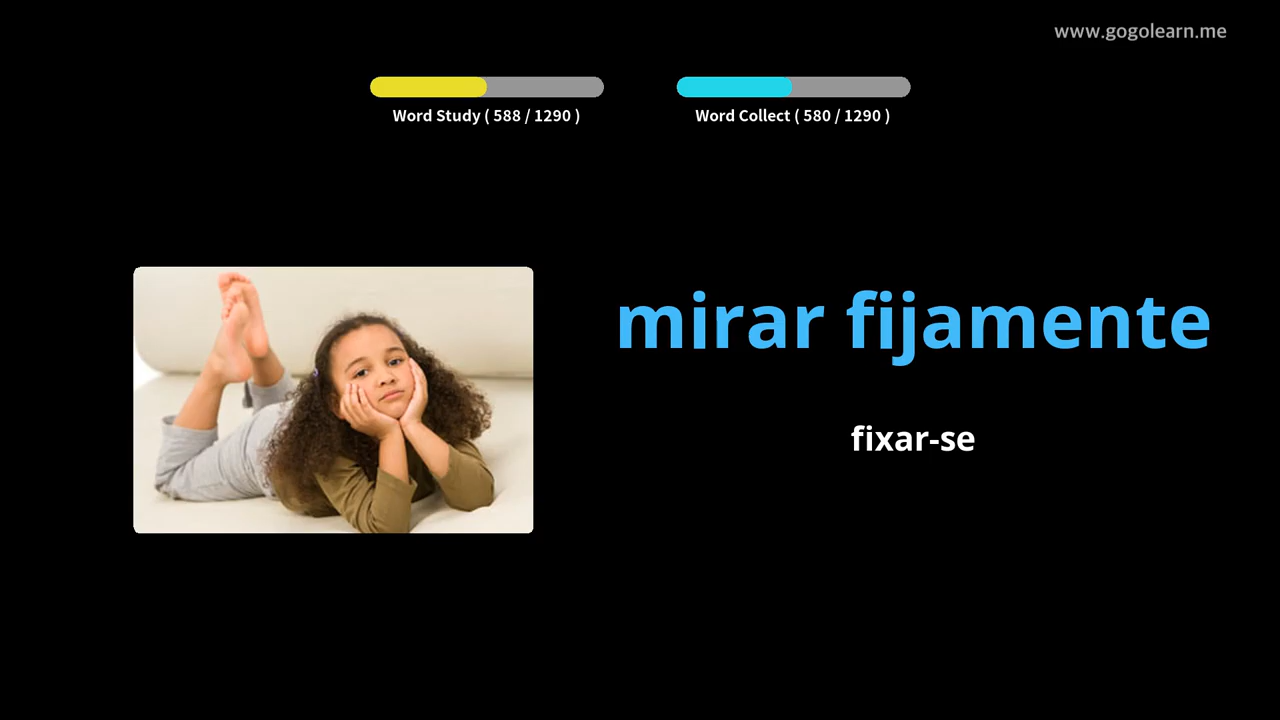 www.gogolearn.me
Word Study ( 588 / 1290 )
Word Collect ( 580 / 1290 )
mirar fijamente
fixar-se